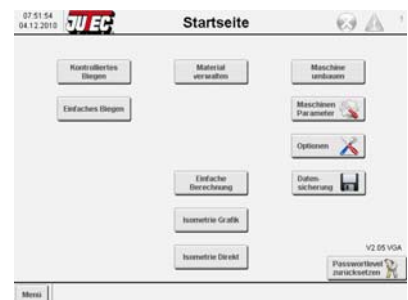 07:51:54
04.12.2010
JUTEC
Startseite
!
Kontrolliertes
Biegen
Material
verwalten
Maschine
umbauen
Einfaches Biegen
Maschinen
Parameter
Optionen
Einfache
Berechnung
Daten-
sicherung
Isometrie Grafik
Isometrie Direkt
V2.05 VGA
Passwortlevel
zurücksetzen
Menü